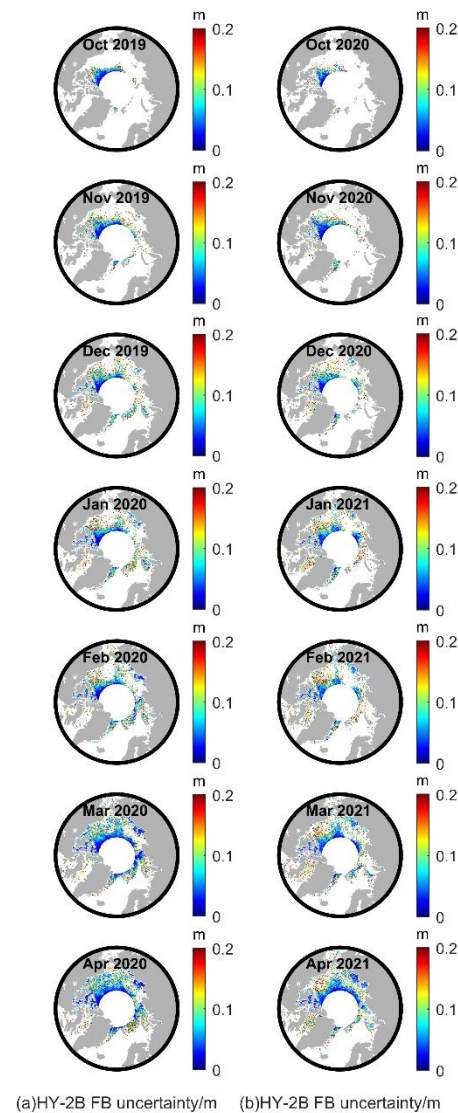 m m
0.2 0.2
Oct 2019 Oct 2020
0.1 0.1
0 0
m m
0.2 0.2
Nov 2019 Nov 2020
0.1 0.1
0 0
m m
0.2 0.2
Dec 2019 Dec 2020
0.1 0.1
0 0
m m
0.2 0.2
Jan 2020 Jan 2021
0.1 0.1
0 0
m m
0.2 0.2
Feb 2020 Feb 2021
0.1 0.1
0 0
m m
0.2 0.2
Mar 2020 Mar 2021
0.1 0.1
0 0
m m
0.2 0.2
Apr 2020 Apr 2021
0.1 0.1
0 0
(a)HY-2B FB uncertainty/m (b)HY-2B FB uncertainty/m